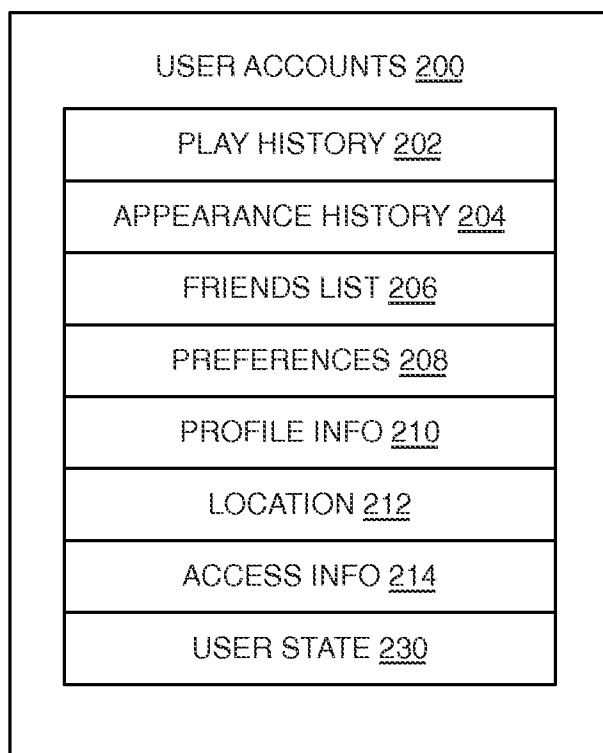 USER ACCOUNTS 200
PLAY HISTORY 202
APPEARANCE HISTORY 204
FRIENDS LIST 206
PREFERENCES 208
PROFILE INFO 210
LOCATION 212
ACCESS INFO 214
USER STATE 230